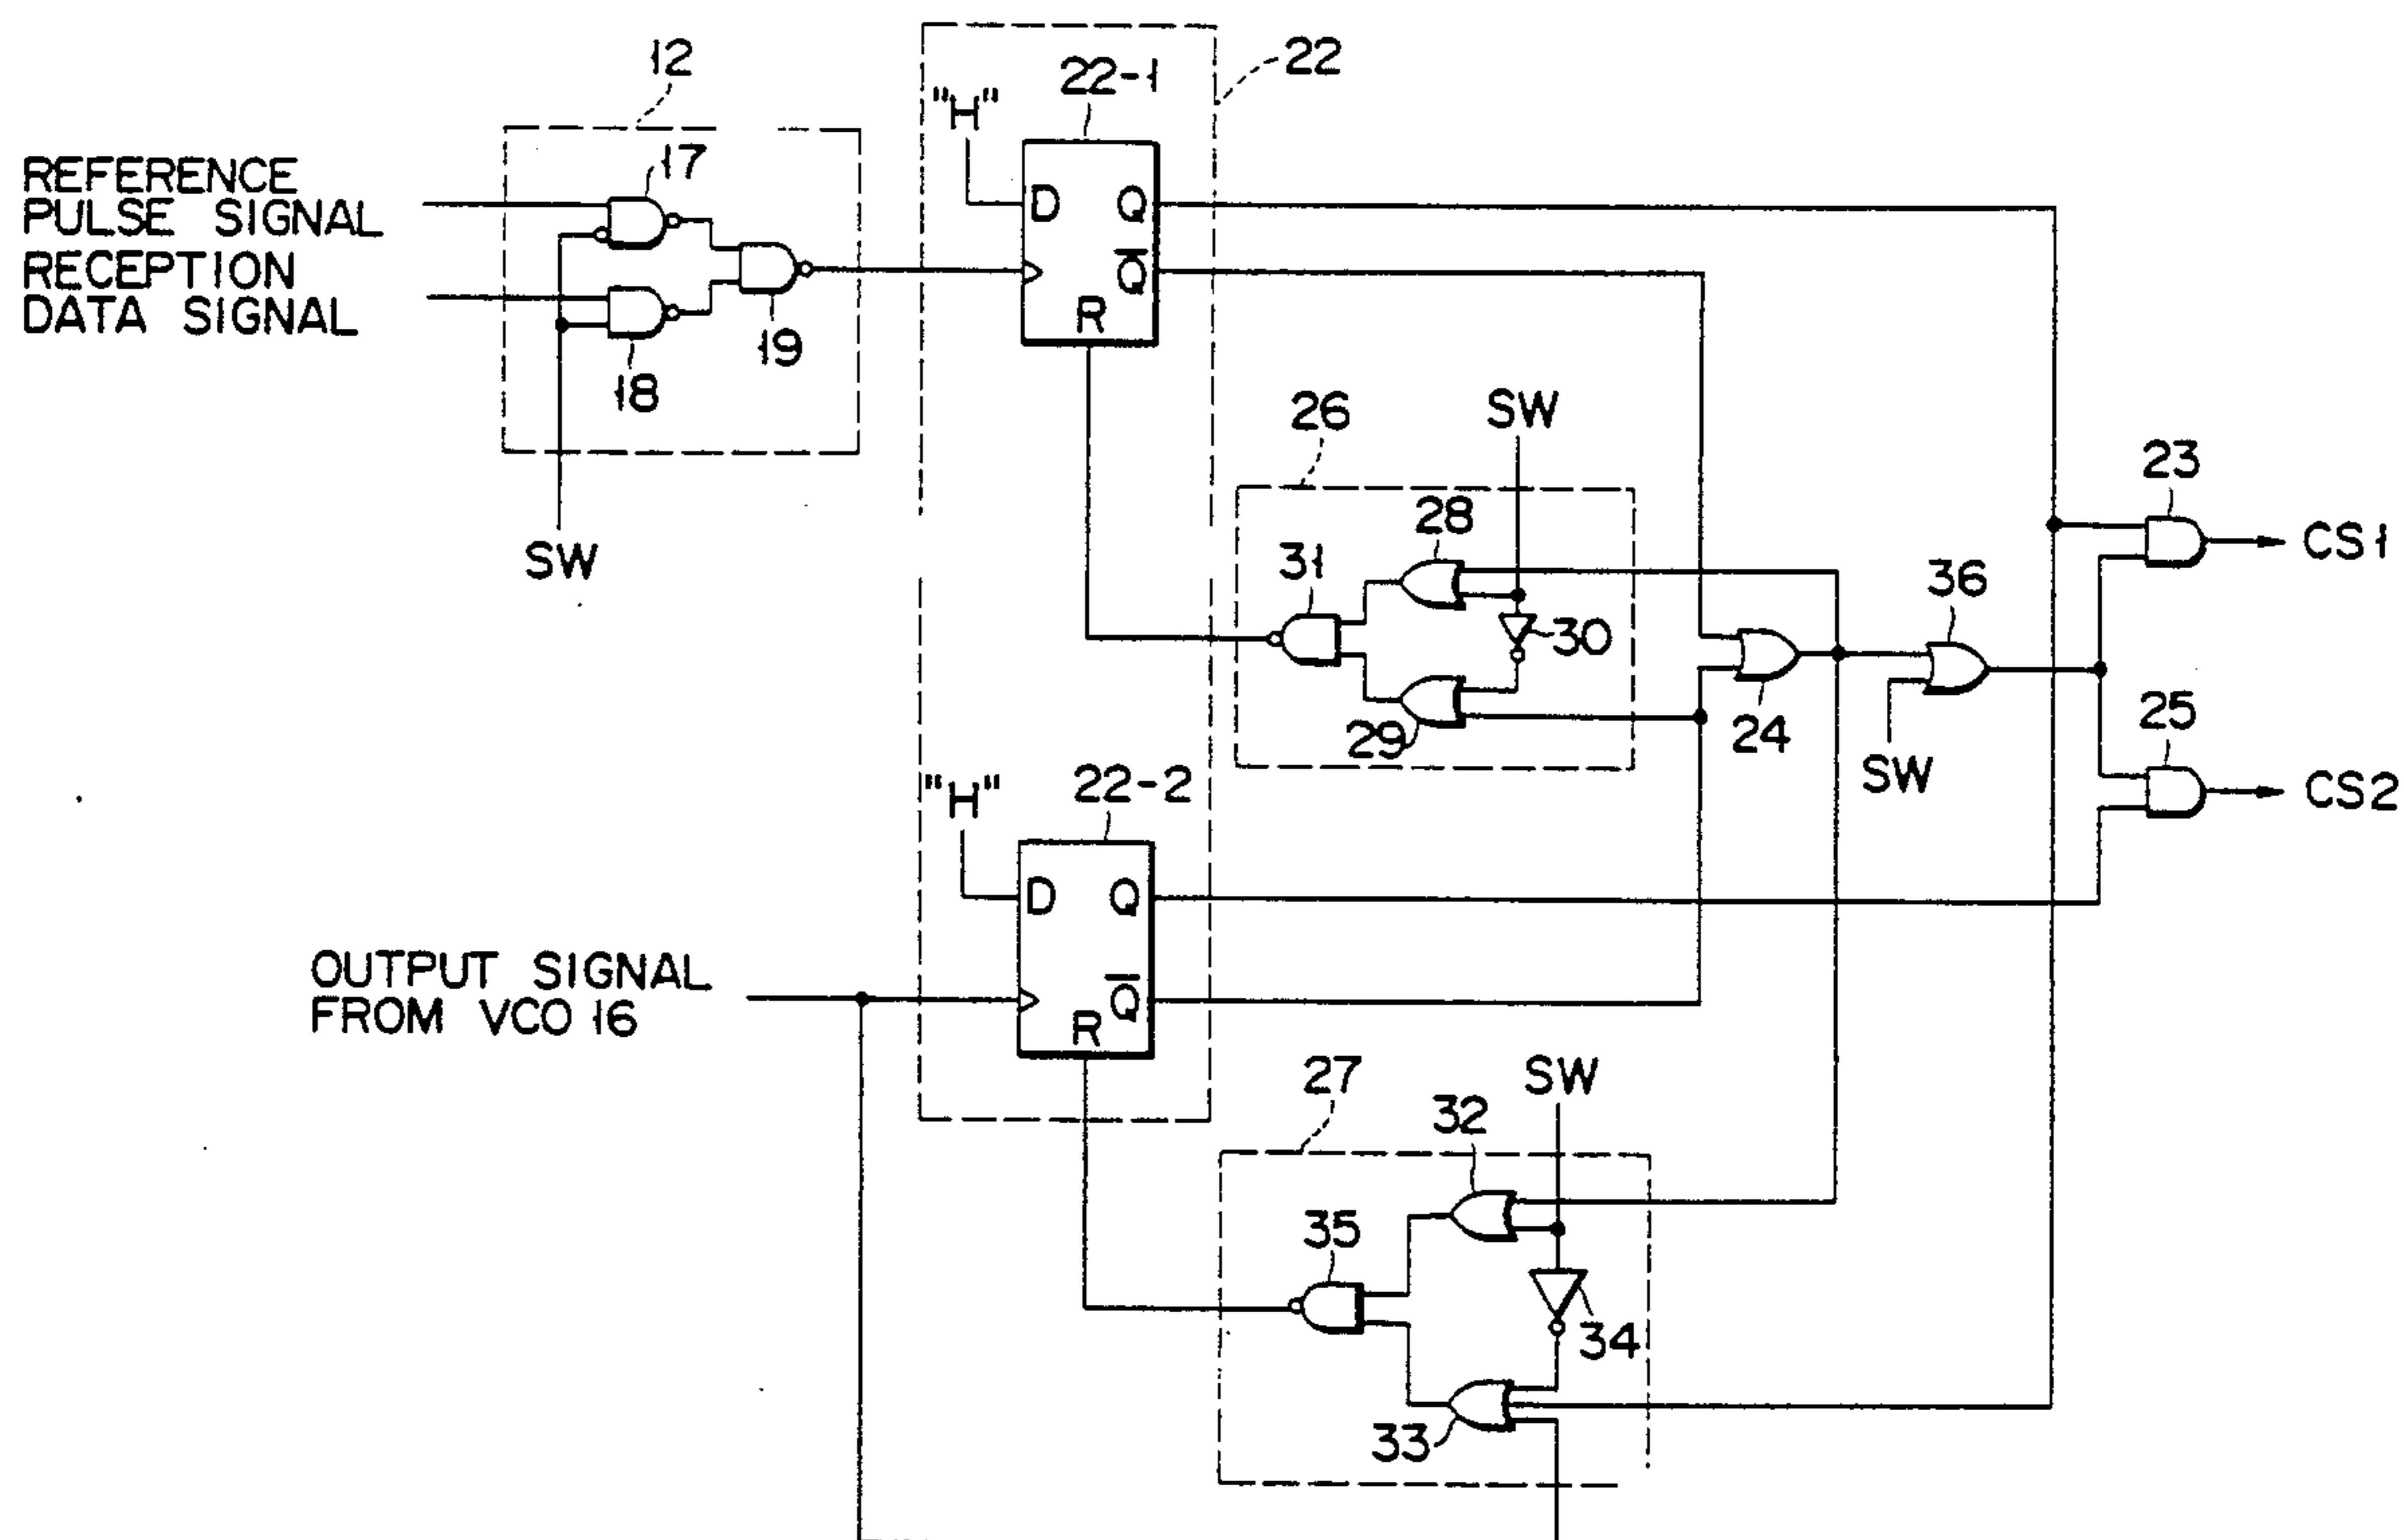 12
22-1
22
"H"
REFERENCE
PULSE SIGNAL
17
D
Q
Q
R
RECEPTION
DATA SIGNAL
19
18
SW
26
SW
28
23
CS1
31
30
36
29
24
SW
25
CS2
"H"
22-2
D
Q
Q
R
OUTPUT SIGNAL
FROM VCO 16
27
SW
32
35
34
33